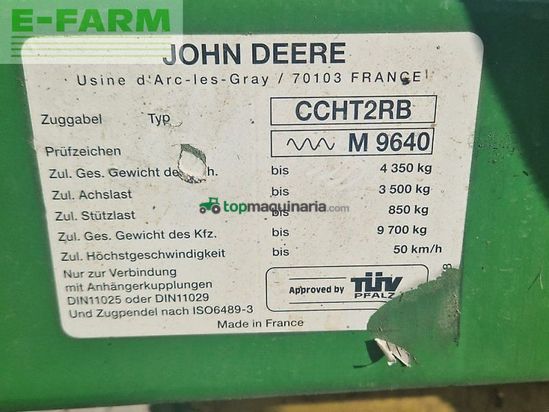 E-FARM
JOHN DEERE
Usine d'Arc-les-Gray / 70103 FRANCE
Zuggabel Typ CCHT2RB
Prüfzeichen M 9640
Zul. Ges. Gewicht de h. bis 4 350 kg
Zul. Achslast bis 3 500 kg
Zul. Stützlast bis 850 kg
topmaquinaria.com
Zul. Ges. Gewicht des Kfz. bis 9 700 kg
Zul. Höchstgeschwindigkeit bis 50 km/h
Nur zur Verbindung
mit Anhängerkupplungen
DIN11025 oder DIN11029
Und Zugpendel nach ISO6489-3
Approved by TÜV
PFALZ
Made in France